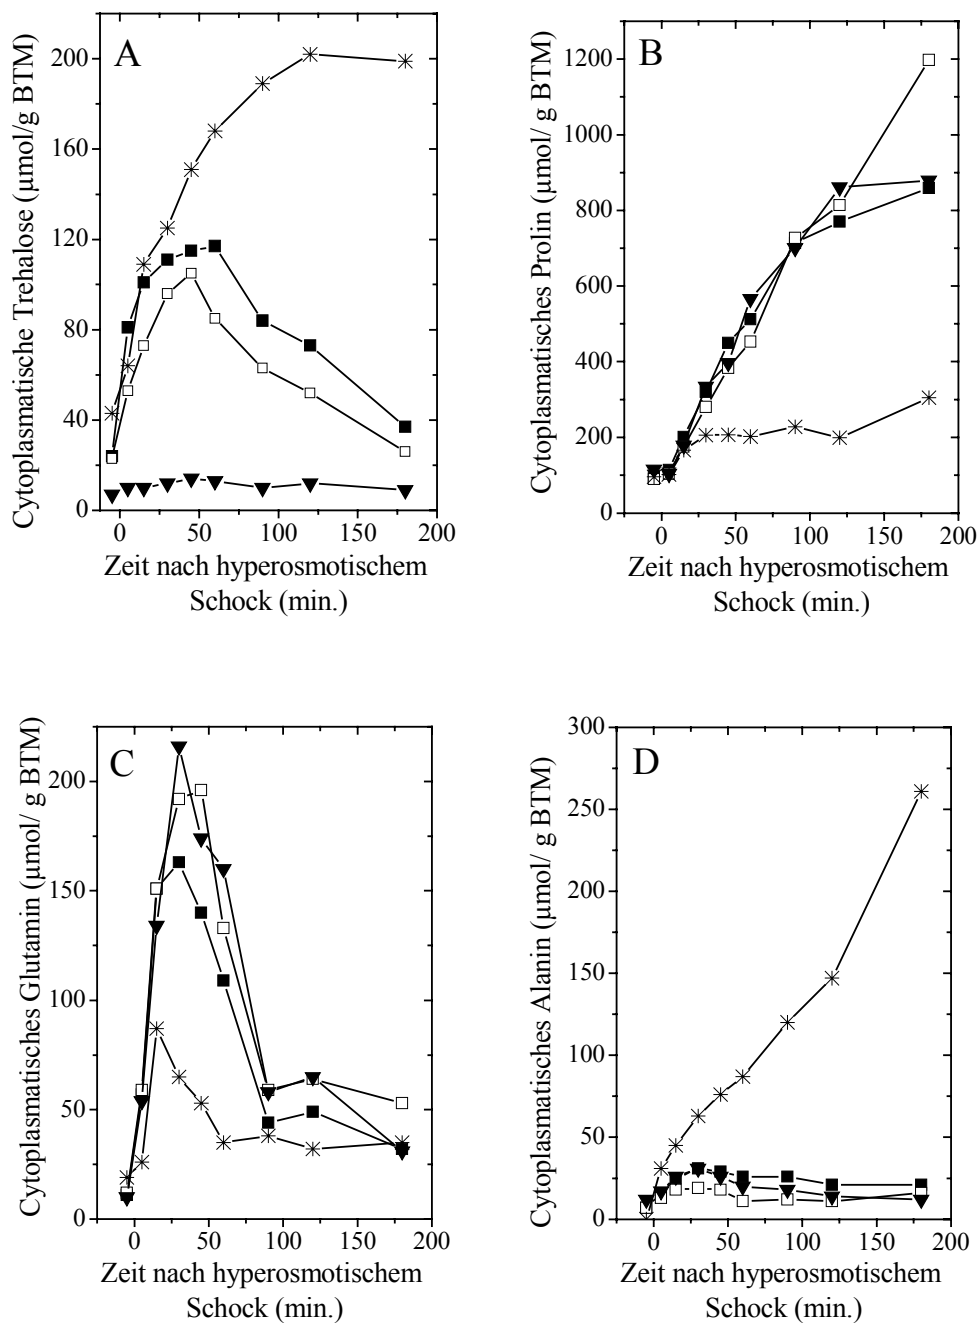 A
Cytoplasmatische Trehalose (µmol/g BTM)
200
160
120
80
40
0
0 50 100 150 200
Zeit nach hyperosmotischem
Schock (min.)
B
Cytoplasmatisches Prolin (µmol/ g BTM)
1200
1000
800
600
400
200
0
0 50 100 150 200
Zeit nach hyperosmotischem
Schock (min.)
C
Cytoplasmatisches Glutamin (µmol/ g BTM)
200
150
100
50
0
0 50 100 150 200
Zeit nach hyperosmotischem
Schock (min.)
D
Cytoplasmatisches Alanin (µmol/ g BTM)
300
250
200
150
100
50
0
0 50 100 150 200
Zeit nach hyperosmotischem
Schock (min.)